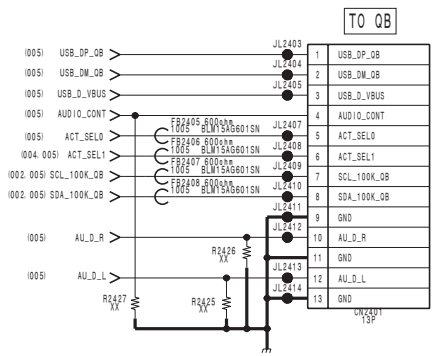 TO QB
(005) USB_DP_QB JL2403 1 USB_DP_QB
(005) USB_DM_QB JL2404 2 USB_DM_QB
(005) USB_D_VBUS JL2405 3 USB_D_VBUS
(005) AUDIO_CONT 4 AUDIO_CONT
FB2405 600ohm
(005) ACT_SEL0 1005 BLM15AG601SN JL2407 5 ACT_SEL0
FB2406 600ohm
(004,005) ACT_SEL1 1005 BLM15AG601SN JL2408 6 ACT_SEL1
FB2407 600ohm
(002,005) SCL_100K_QB 1005 BLM15AG601SN JL2409 7 SCL_100K_QB
FB2408 600ohm
(002,005) SDA_100K_QB 1005 BLM15AG601SN JL2410 8 SDA_100K_QB
JL2411 9 GND
(005) AU_D_R JL2412 10 AU_D_R
R2426
XX
11 GND
(005) AU_D_L JL2413 12 AU_D_L
R2427
XX
R2425
XX
JL2414 13 GND
CN2401
13P